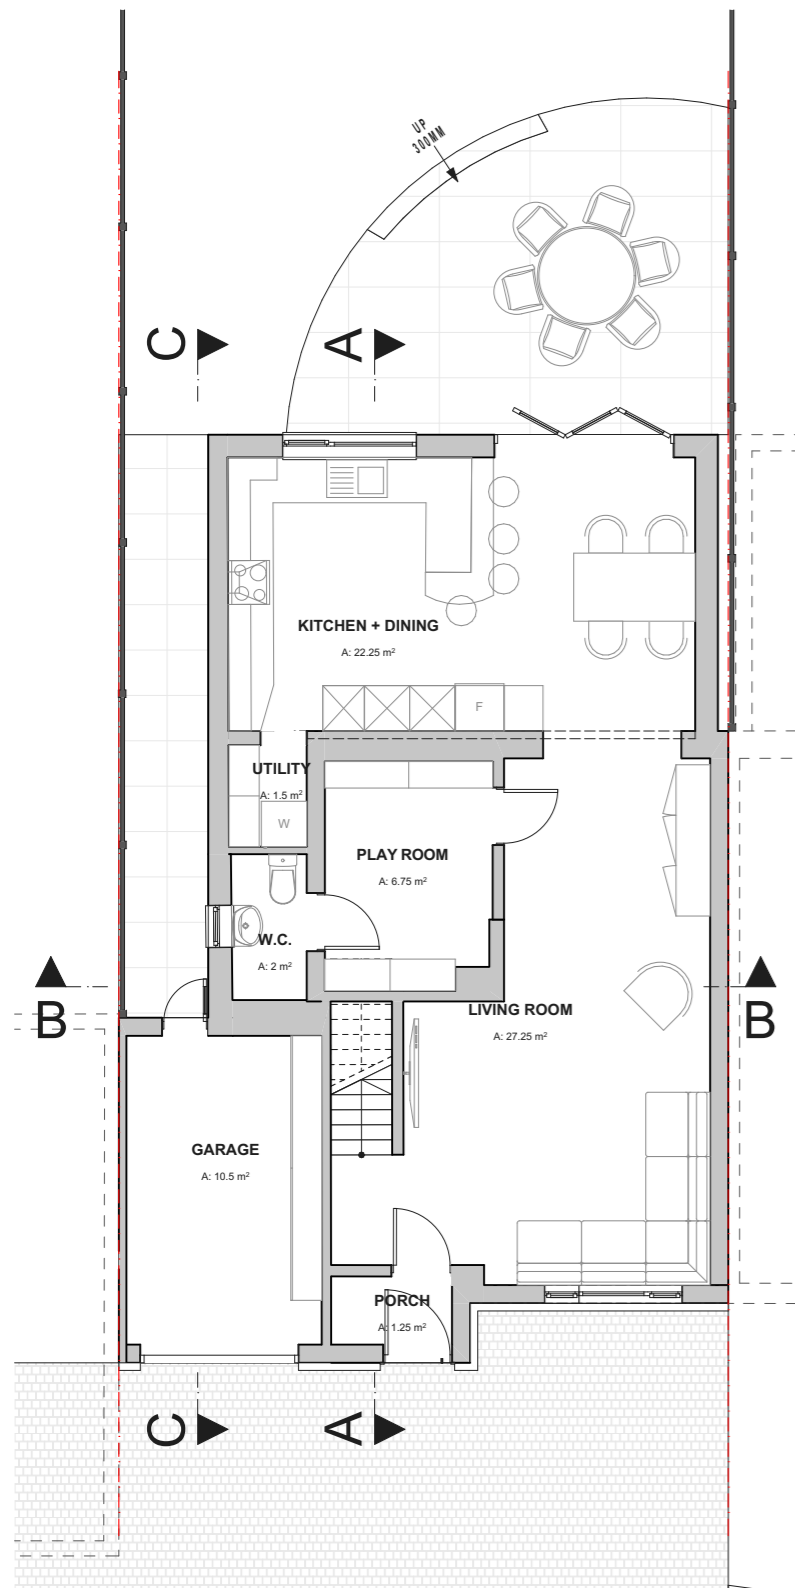 UP
300MM
C
A
KITCHEN + DINING
A: 22.25 m²
F
UTILITY
A: 1.5 m²
W
PLAY ROOM
A: 6.75 m²
W.C.
A: 2 m²
B
B
LIVING ROOM
A: 27.25 m²
GARAGE
A: 10.5 m²
PORCH
A: 1.25 m²
C
A